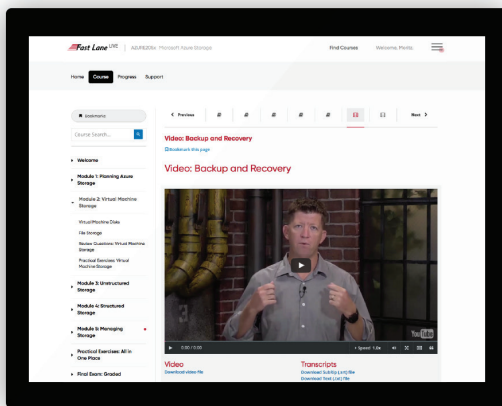 Fast Lane LIVE
Microsoft Azure Storage
Find Courses
Welcome, Moritz
Home
Course
Progress
Support
Bookmarks
Course Search...
Previous
Next
Video: Backup and Recovery
Bookmark this page
Video: Backup and Recovery
Welcome
Module 1: Planning Azure
Storage
Module 2: Virtual Machine
Storage
Virtual Machine Disks
File Storage
Review Questions: Virtual Machine
Storage
Practical Exercises: Virtual
Machine Storage
Module 3: Unstructured
Storage
Module 4: Structured
Storage
Module 5: Managing
Storage
Practical Exercises: All in
One Place
Final Exam: Graded
YouTube
0:00 / 0:00
Speed 1.0x
Video
Download video file
Transcripts
Download SubRip (.srt) file
Download Text (.txt) file